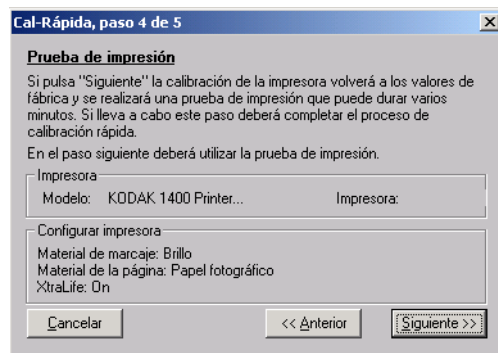 Cal-Rápida, paso 4 de 5
Prueba de impresión
Si pulsa "Siguiente" la calibración de la impresora volverá a los valores de
fábrica y se realizará una prueba de impresión que puede durar varios
minutos. Si lleva a cabo este paso deberá completar el proceso de
calibración rápida.
En el paso siguiente deberá utilizar la prueba de impresión.
Impresora
Modelo: KODAK 1400 Printer... Impresora:
Configurar impresora
Material de marcaje: Brillo
Material de la página: Papel fotográfico
XtraLife: On
Cancelar << Anterior Siguiente >>